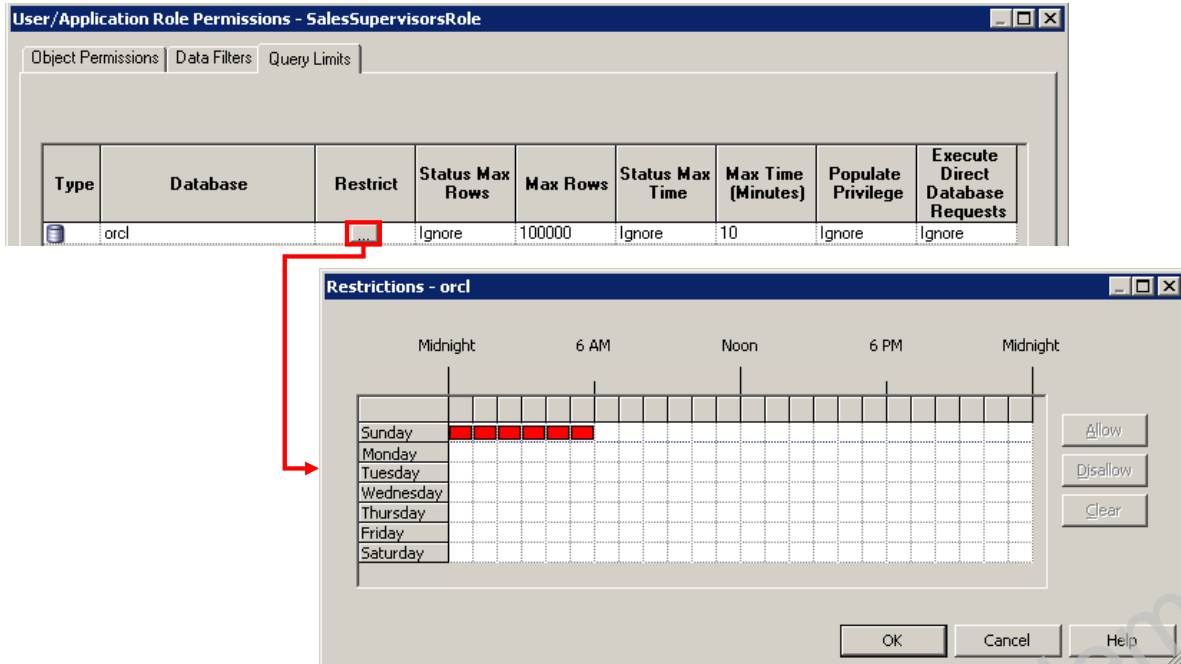 User/Application Role Permissions - SalesSupervisorsRole
Object Permissions Data Filters Query Limits
Type Database Restrict Status Max Rows Max Rows Status Max Time Max Time (Minutes) Populate Privilege Execute Direct Database Requests
orcl ... Ignore 100000 Ignore 10 Ignore Ignore
Restrictions - orcl
Midnight 6 AM Noon 6 PM Midnight
Sunday
Monday
Tuesday
Wednesday
Thursday
Friday
Saturday
Allow
Disallow
Clear
OK Cancel Help